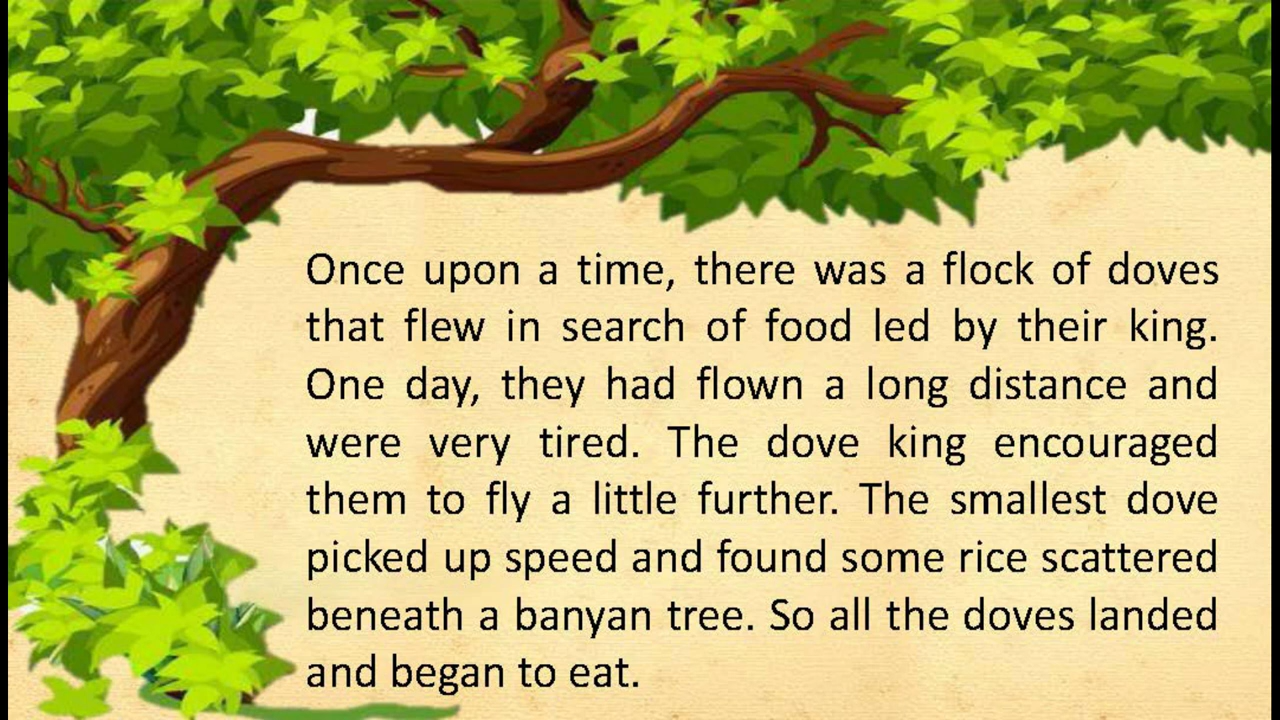 Once upon a time, there was a flock of doves
that flew in search of food led by their king.
One day, they had flown a long distance and
were very tired. The dove king encouraged
them to fly a little further. The smallest dove
picked up speed and found some rice scattered
beneath a banyan tree. So all the doves landed
and began to eat.